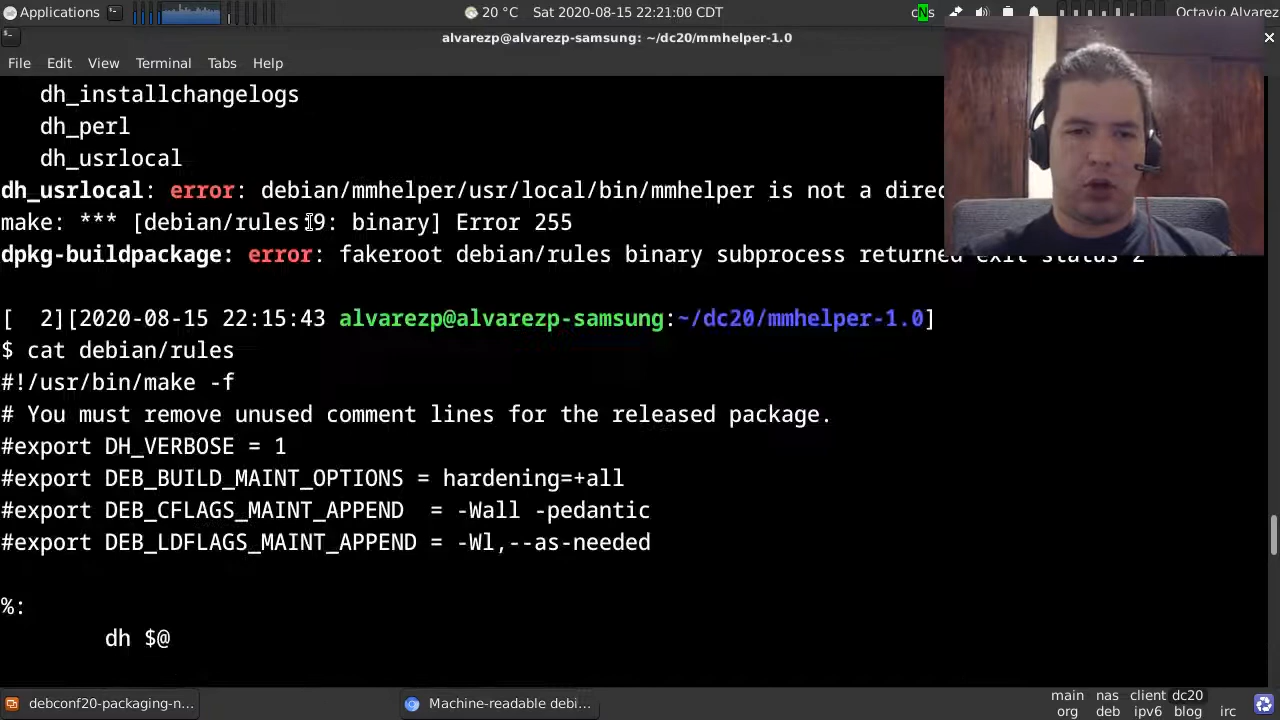 Applications
20 °C Sat 2020-08-15 22:21:00 CDT
Octavio Alvarez
alvarezp@alvarezp-samsung: ~/dc20/mmhelper-1.0
File Edit View Terminal Tabs Help
dh_installchangelogs
dh_perl
dh_usrlocal
dh_usrlocal: error: debian/mmhelper/usr/local/bin/mmhelper is not a
make: *** [debian/rules:9: binary] Error 255
dpkg-buildpackage: error: fakeroot debian/rules binary subprocess returned exit status 2
[  2][2020-08-15 22:15:43 alvarezp@alvarezp-samsung:~/dc20/mmhelper-1.0]
$ cat debian/rules
#!/usr/bin/make -f
# You must remove unused comment lines for the released package.
#export DH_VERBOSE = 1
#export DEB_BUILD_MAINT_OPTIONS = hardening=+all
#export DEB_CFLAGS_MAINT_APPEND  = -Wall -pedantic
#export DEB_LDFLAGS_MAINT_APPEND = -Wl,--as-needed
%:
dh $@
debconf20-packaging-n... Machine-readable debi...
main nas client dc20
org deb ipv6 blog irc